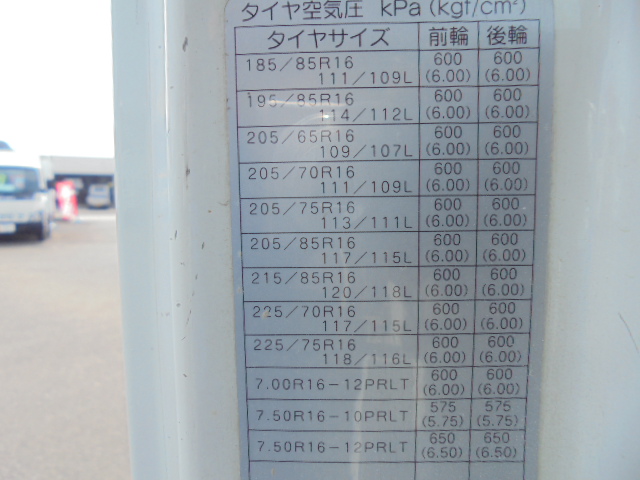 タイヤ空気圧 kPa(kgf/cm²)
タイヤサイズ 前輪 後輪
185/85R16 600 600
111/109L (6.00) (6.00)
195/85R16 600 600
114/112L (6.00) (6.00)
205/65R16 600 600
109/107L (6.00) (6.00)
205/70R16 600 600
111/109L (6.00) (6.00)
205/75R16 600 600
113/111L (6.00) (6.00)
205/85R16 600 600
117/115L (6.00) (6.00)
215/85R16 600 600
120/118L (6.00) (6.00)
225/70R16 600 600
117/115L (6.00) (6.00)
225/75R16 600 600
118/116L (6.00) (6.00)
7.00R16-12PRLT 600 600
(6.00) (6.00)
7.50R16-10PRLT 575 575
(5.75) (5.75)
7.50R16-12PRLT 650 650
(6.50) (6.50)